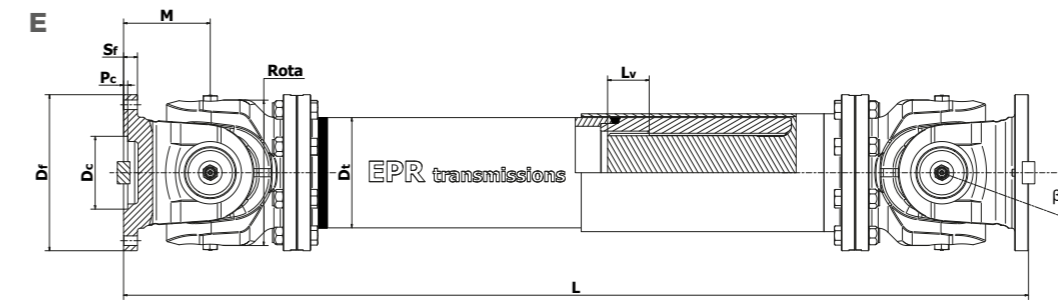 E
M
Sf
Pc
Rota
Lv
Df
Dc
Dt
EPR transmissions
β
L